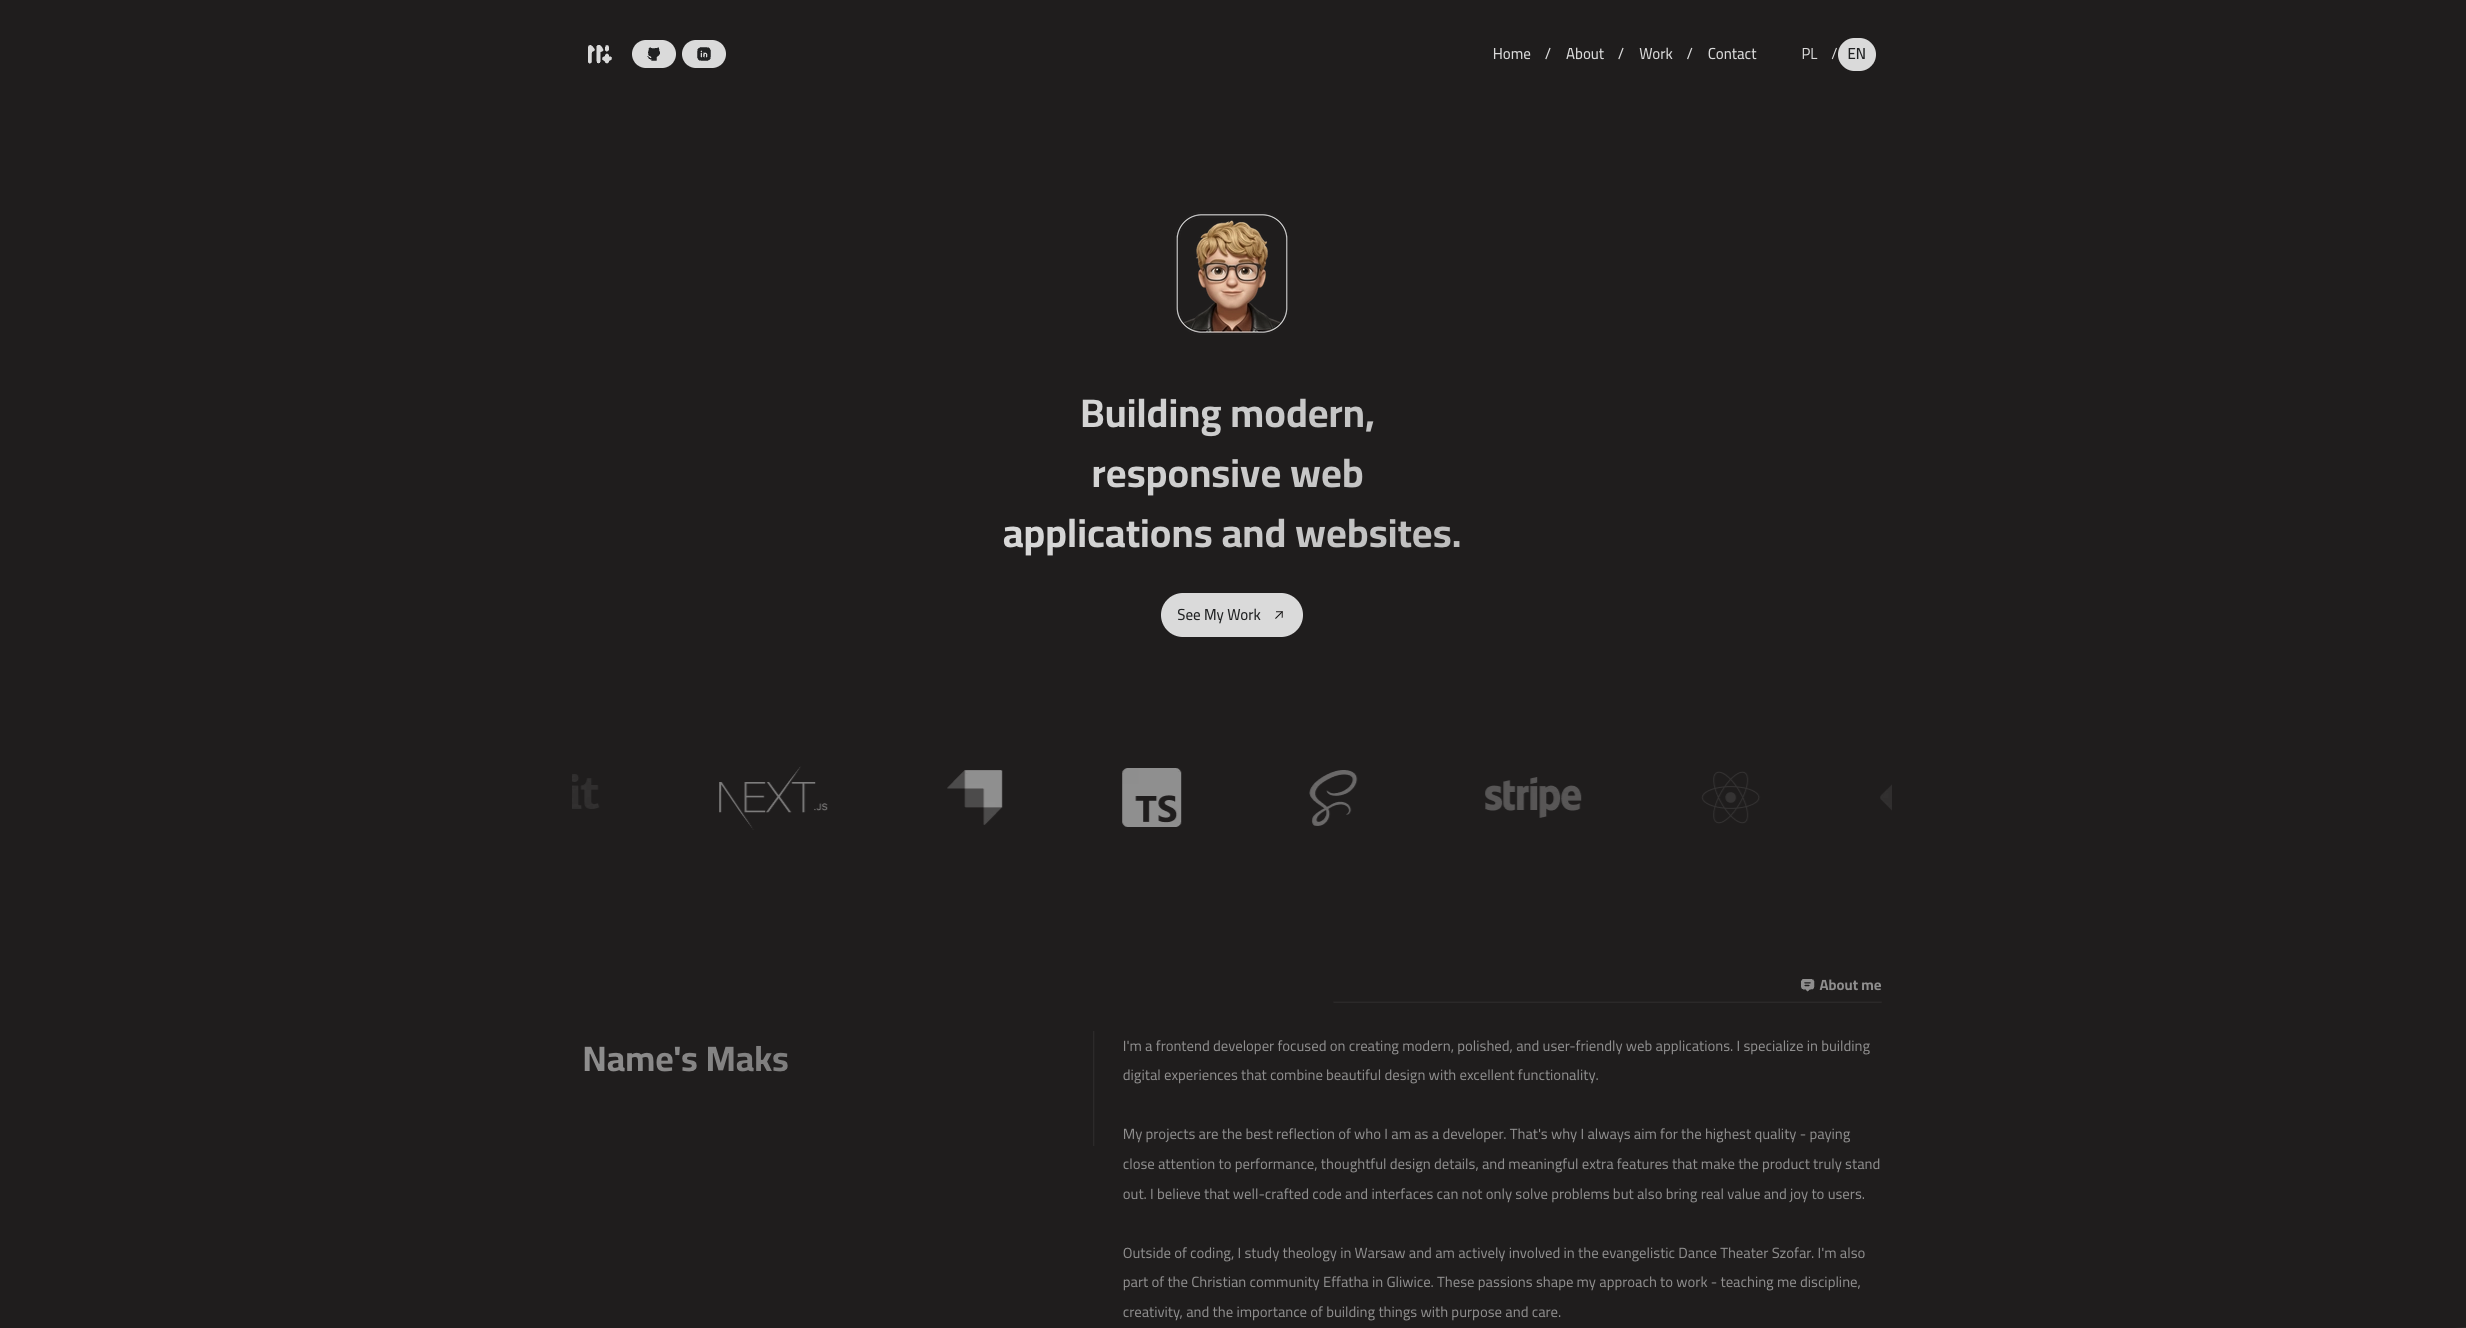 Home / About / Work / Contact PL / EN
Building modern,
responsive web
applications and websites.
See My Work
it NEXT.JS TS stripe
About me
Name's Maks
I'm a frontend developer focused on creating modern, polished, and user-friendly web applications. I specialize in building
digital experiences that combine beautiful design with excellent functionality.
My projects are the best reflection of who I am as a developer. That's why I always aim for the highest quality - paying
close attention to performance, thoughtful design details, and meaningful extra features that make the product truly stand
out. I believe that well-crafted code and interfaces can not only solve problems but also bring real value and joy to users.
Outside of coding, I study theology in Warsaw and am actively involved in the evangelistic Dance Theater Szofar. I'm also
part of the Christian community Effatha in Gliwice. These passions shape my approach to work - teaching me discipline,
creativity, and the importance of building things with purpose and care.